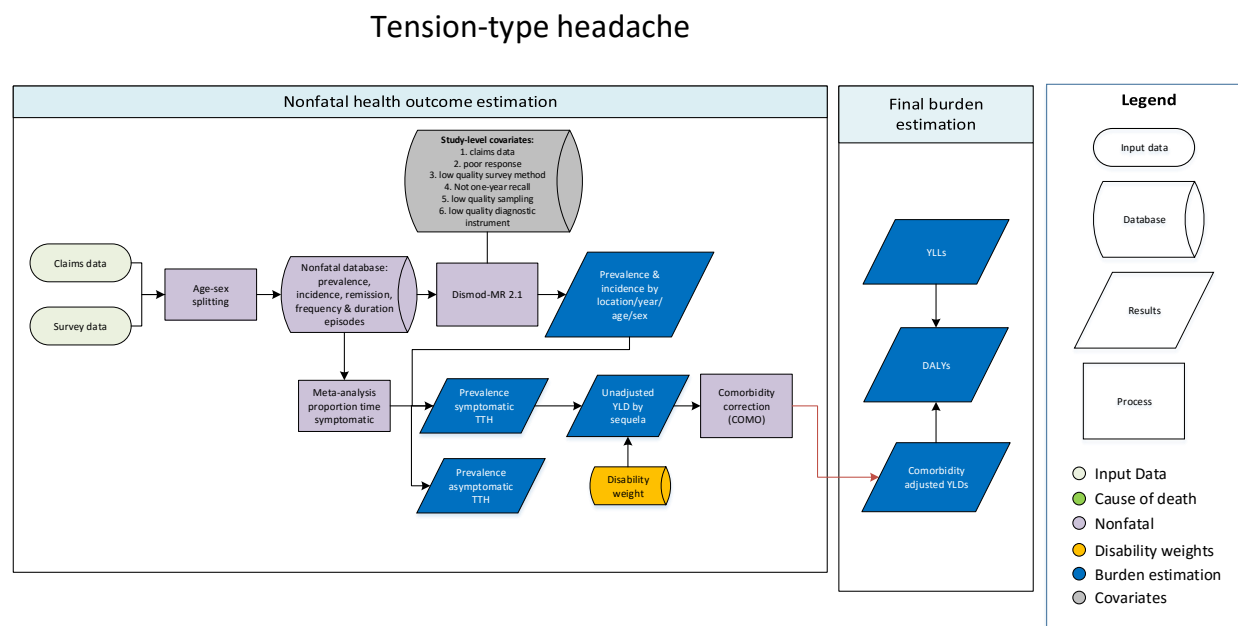 Tension-type headache
Nonfatal health outcome estimation
Study-level covariates:
1. claims data
2. poor response
3. low quality survey method
4. Not one-year recall
5. low quality sampling
6. low quality diagnostic
instrument
Claims data
Survey data
Age-sex
splitting
Nonfatal database:
prevalence,
incidence, remission,
frequency & duration
episodes
Dismod-MR 2.1
Prevalence &
incidence by
location/year/
age/sex
Meta-analysis
proportion time
symptomatic
Prevalence
symptomatic
TTH
Unadjusted
YLD by
sequela
Comorbidity
correction
(COMO)
Prevalence
asymptomatic
TTH
Disability
weight
Final burden
estimation
YLLs
DALYs
Comorbidity
adjusted YLDs
Legend
Input data
Database
Results
Process
Input Data
Cause of death
Nonfatal
Disability weights
Burden estimation
Covariates